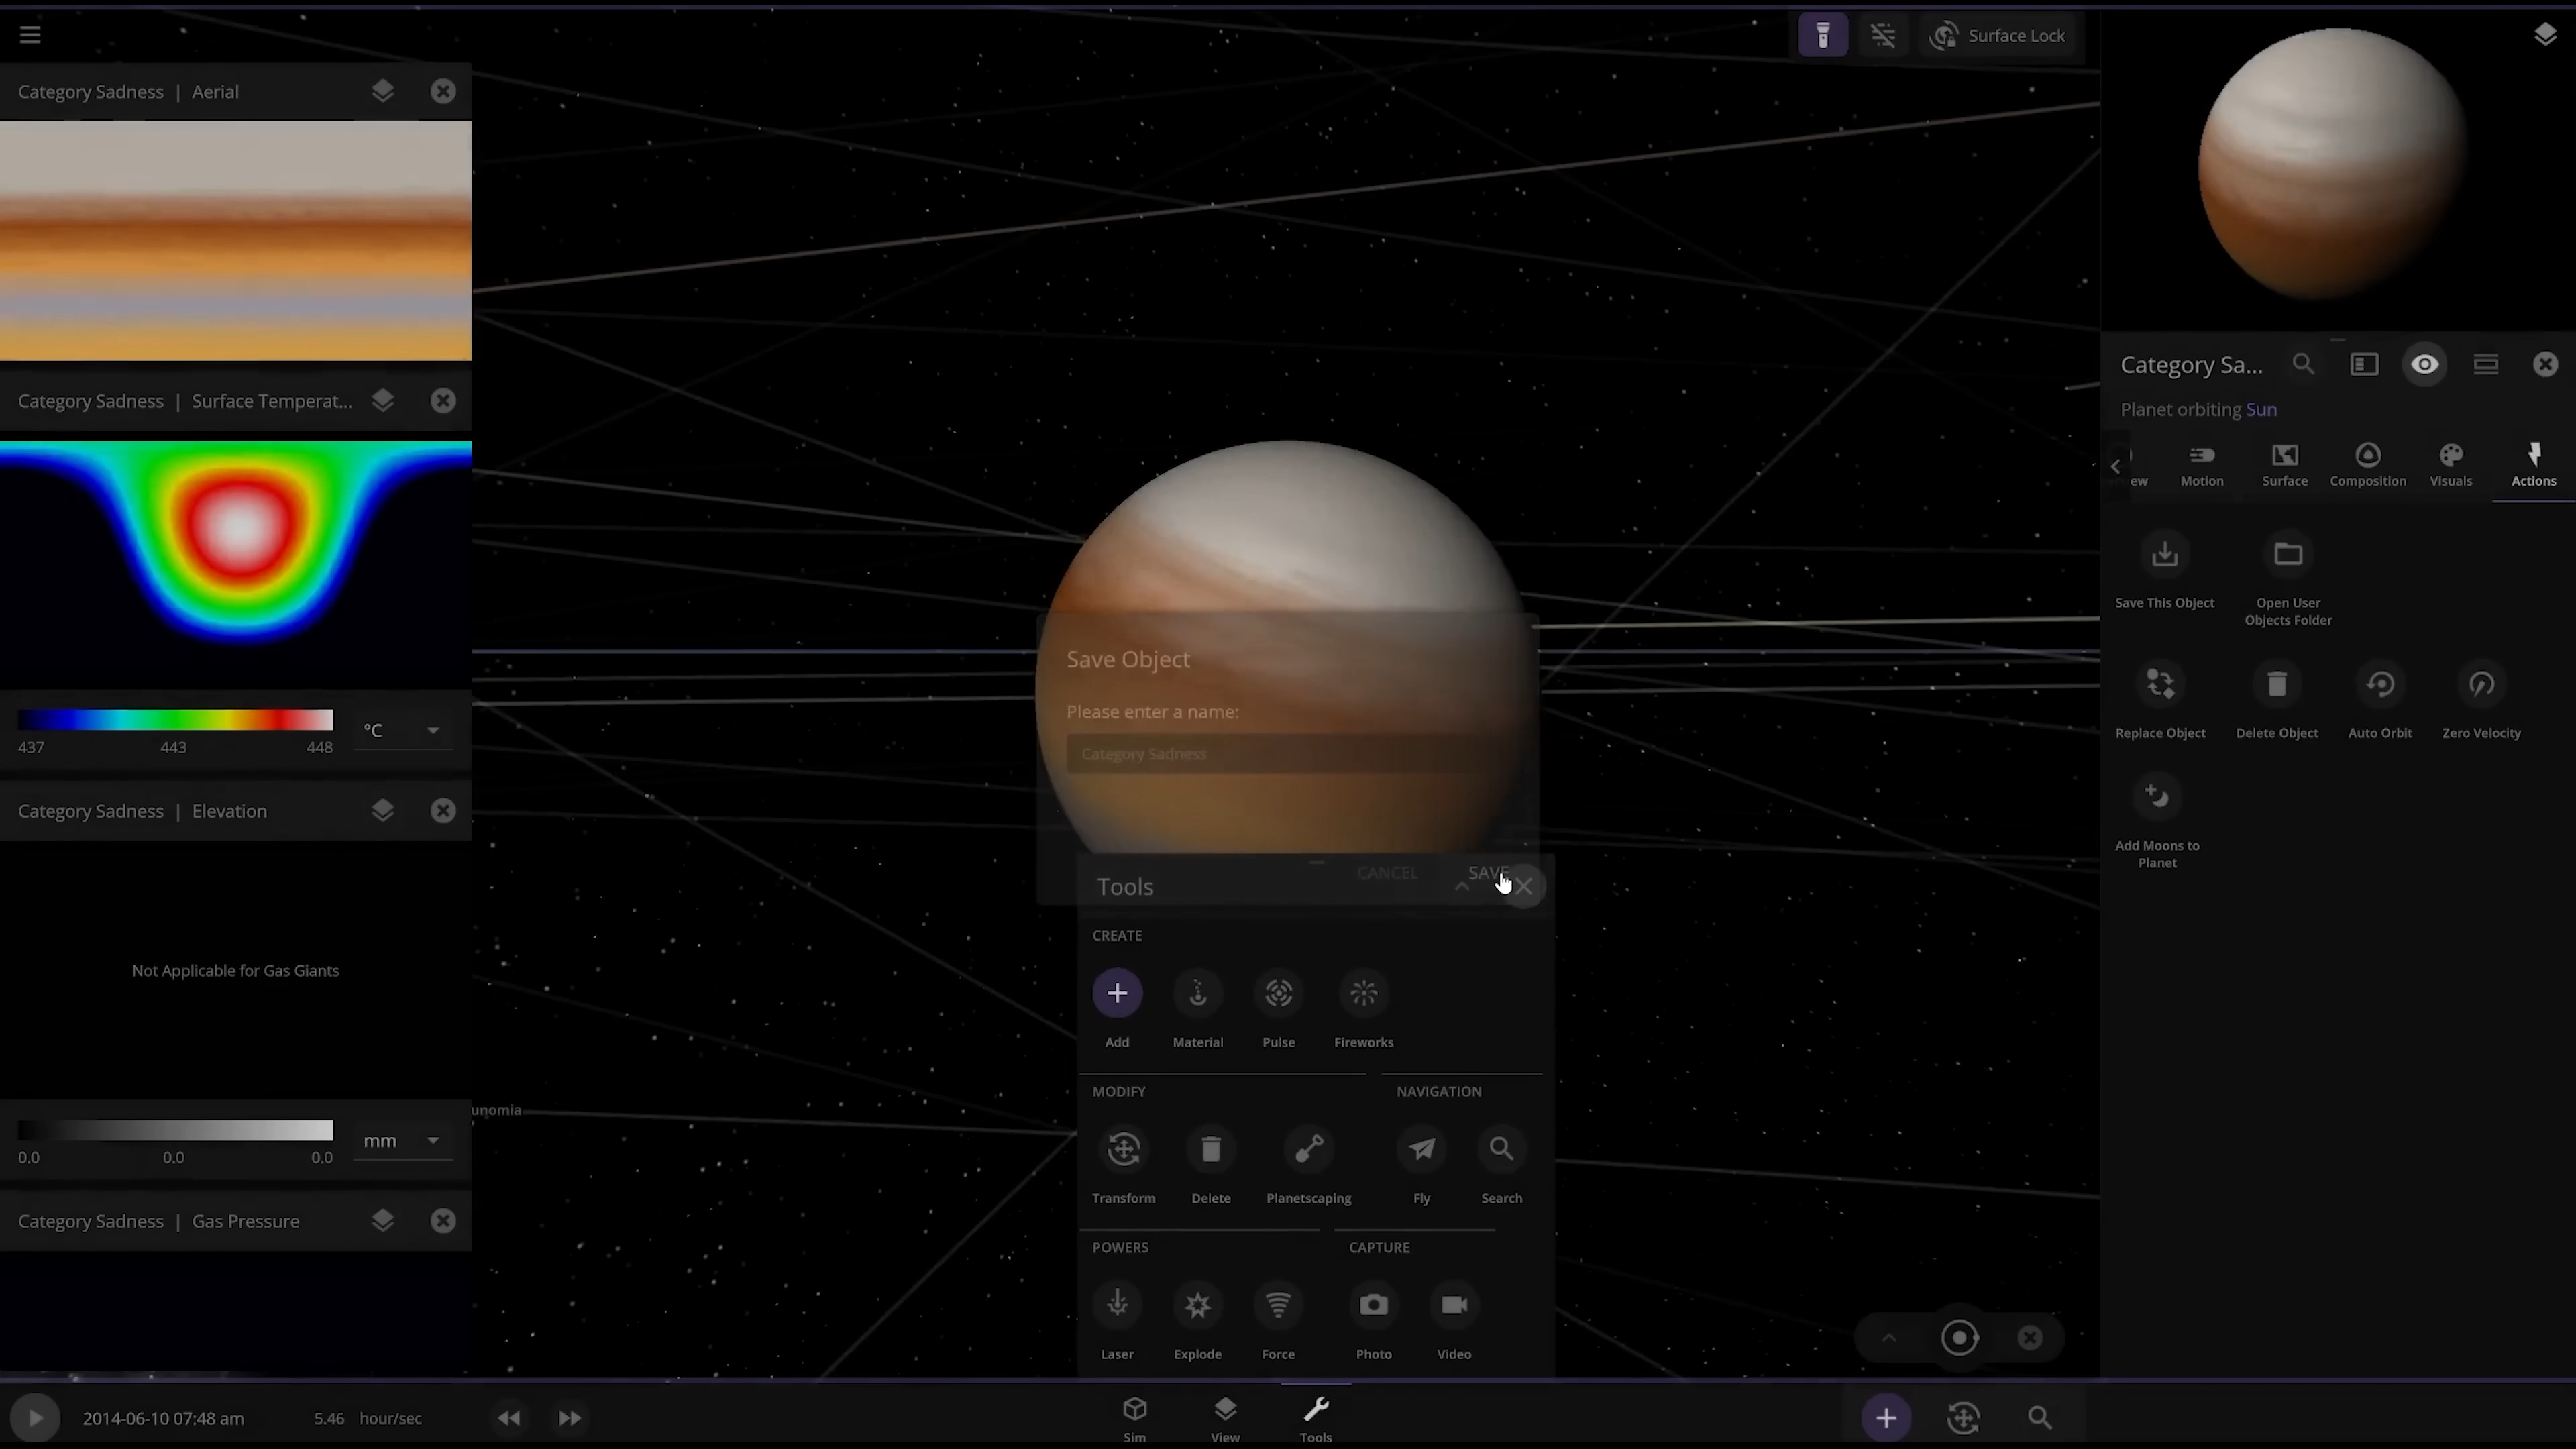 Surface Lock
Category Sadness | Aerial
Category Sadness | Surface Temperat...
°C
437 443 448
Category Sadness | Elevation
Not Applicable for Gas Giants
mm
0.0 0.0 0.0
Category Sadness | Gas Pressure
unomia
Save Object
Please enter a name:
Category Sadness
CANCEL SAVE
Tools
CREATE
Add Material Pulse Fireworks
MODIFY NAVIGATION
Transform Delete Planetscaping Fly Search
POWERS CAPTURE
Laser Explode Force Photo Video
Category Sa...
Planet orbiting Sun
ew Motion Surface Composition Visuals Actions
Save This Object
Open User
Objects Folder
Replace Object Delete Object Auto Orbit Zero Velocity
Add Moons to
Planet
2014-06-10 07:48 am 5.46 hour/sec
Sim View Tools